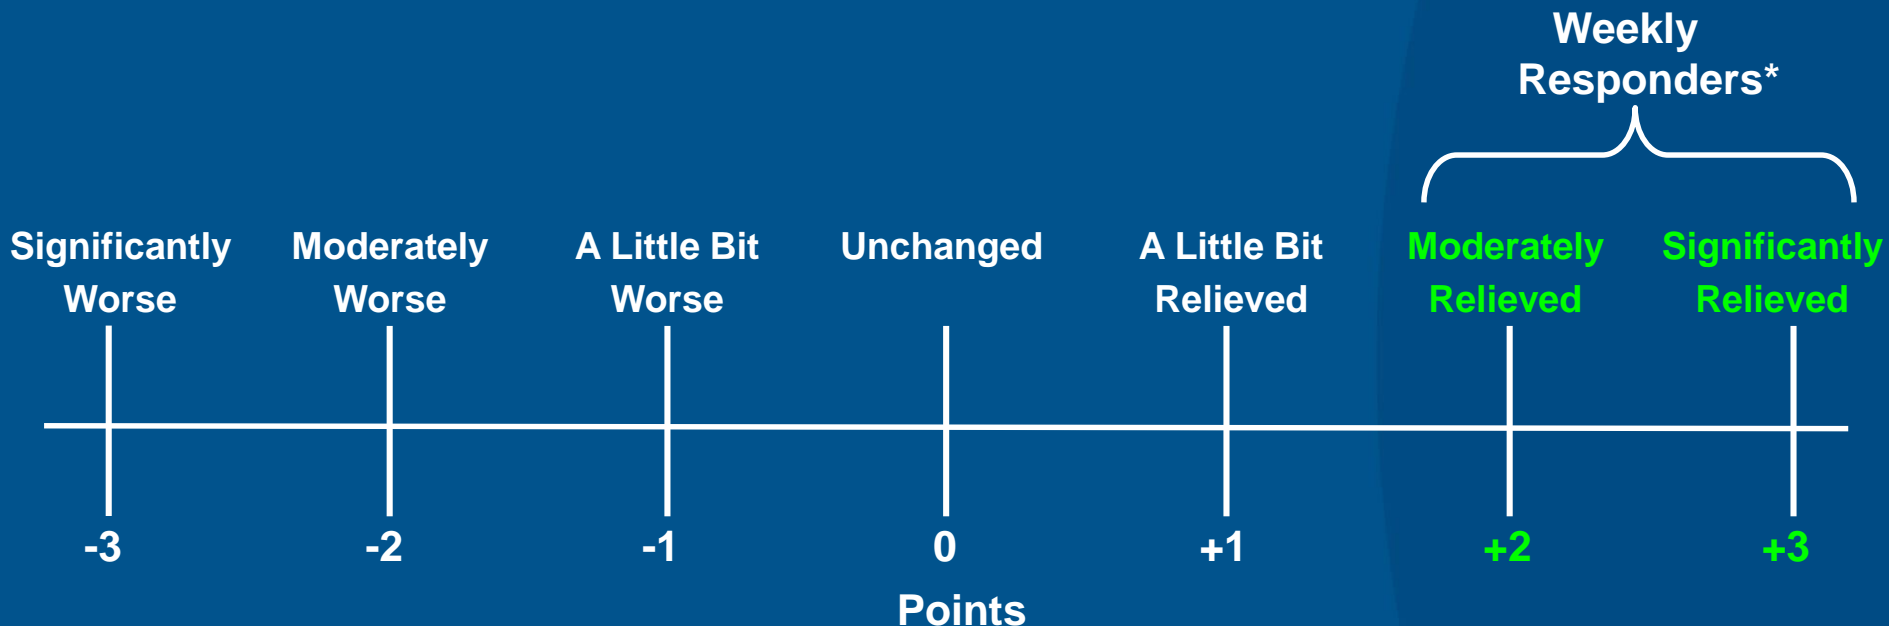 Weekly
Responders*
Significantly
Worse
Moderately
Worse
A Little Bit
Worse
Unchanged
A Little Bit
Relieved
Moderately
Relieved
Significantly
Relieved
-3
-2
-1
0
+1
+2
+3
Points